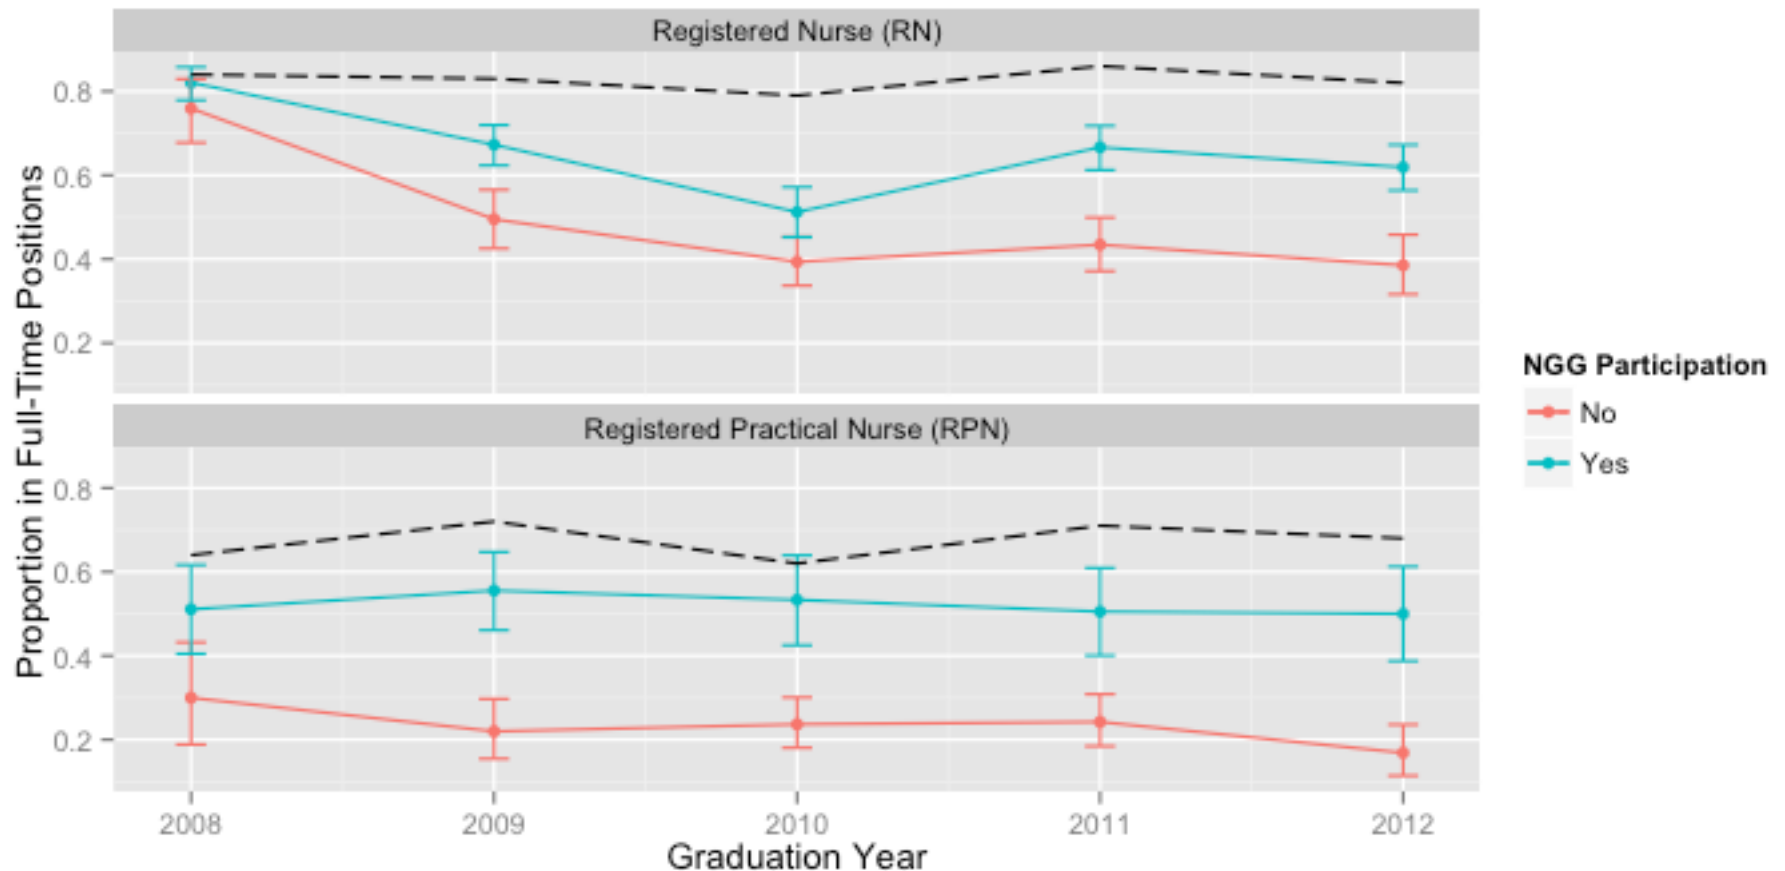 Registered Nurse (RN)
0.8
0.6
0.4
0.2
Proportion in Full-Time Positions
Registered Practical Nurse (RPN)
0.8
0.6
0.4
0.2
2008 2009 2010 2011 2012
Graduation Year
NGG Participation
No
Yes